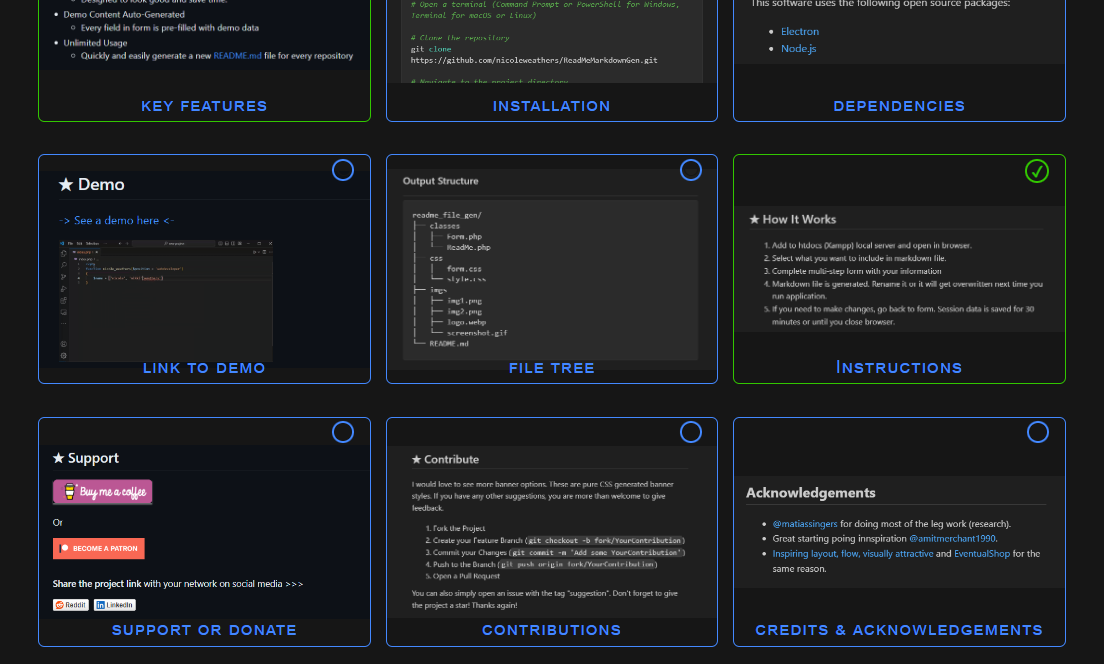 Designed to look good and save time.
Demo Content Auto-Generated
Every field in form is pre-filled with demo data
Unlimited Usage
Quickly and easily generate a new README.md file for every repository
KEY FEATURES
# Open a terminal (Command Prompt or PowerShell for Windows,
Terminal for macOS or Linux)
# Clone the repository
git clone
https://github.com/nicoleweathers/ReadMeMarkdownGen.git
# Navigate to the project directory
INSTALLATION
This software uses the following open source packages:
Electron
Node.js
DEPENDENCIES
★ Demo
-> See a demo here <-
LINK TO DEMO
Output Structure
readme_file_gen/
├── classes
│   ├── Form.php
│   └── ReadMe.php
├── css
│   │   form.css
│   └── style.css
├── imgs
│   ├── img1.png
│   ├── img2.png
│   ├── logo.webp
│   └── screenshot.gif
└── README.md
FILE TREE
★ How It Works
1. Add to htdocs (Xampp) local server and open in browser.
2. Select what you want to include in markdown file.
3. Complete multi-step form with your information
4. Markdown file is generated. Rename it or it will get overwritten next time you
run application.
5. If you need to make changes, go back to form. Session data is saved for 30
minutes or until you close browser.
INSTRUCTIONS
★ Support
Buy me a coffee
Or
BECOME A PATRON
Share the project link with your network on social media >>>
Reddit LinkedIn
SUPPORT OR DONATE
★ Contribute
I would love to see more banner options. These are pure CSS generated banner
styles. If you have any other suggestions, you are more than welcome to give
feedback.
1. Fork the Project
2. Create your Feature Branch (git checkout -b fork/YourContribution)
3. Commit your Changes (git commit -m 'Add some YourContribution')
4. Push to the Branch (git push origin fork/YourContribution)
5. Open a Pull Request
You can also simply open an issue with the tag "suggestion". Don't forget to give
the project a star! Thanks again!
CONTRIBUTIONS
Acknowledgements
@matiassingers for doing most of the leg work (research).
Great starting poing innspiration @amitmerchant1990.
Inspiring layout, flow, visually attractive and EventualShop for the
same reason.
CREDITS & ACKNOWLEDGEMENTS